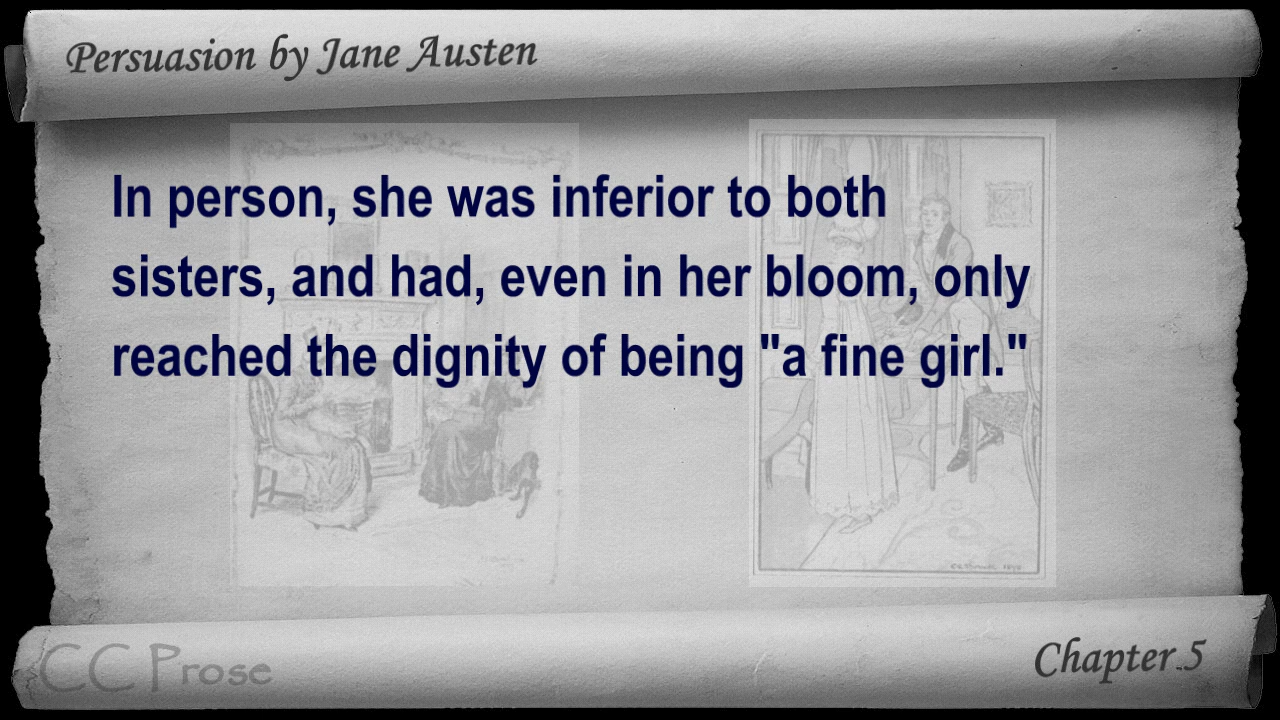 Persuasion by Jane Austen
In person, she was inferior to both
sisters, and had, even in her bloom, only
reached the dignity of being "a fine girl."
CC Prose
Chapter 5